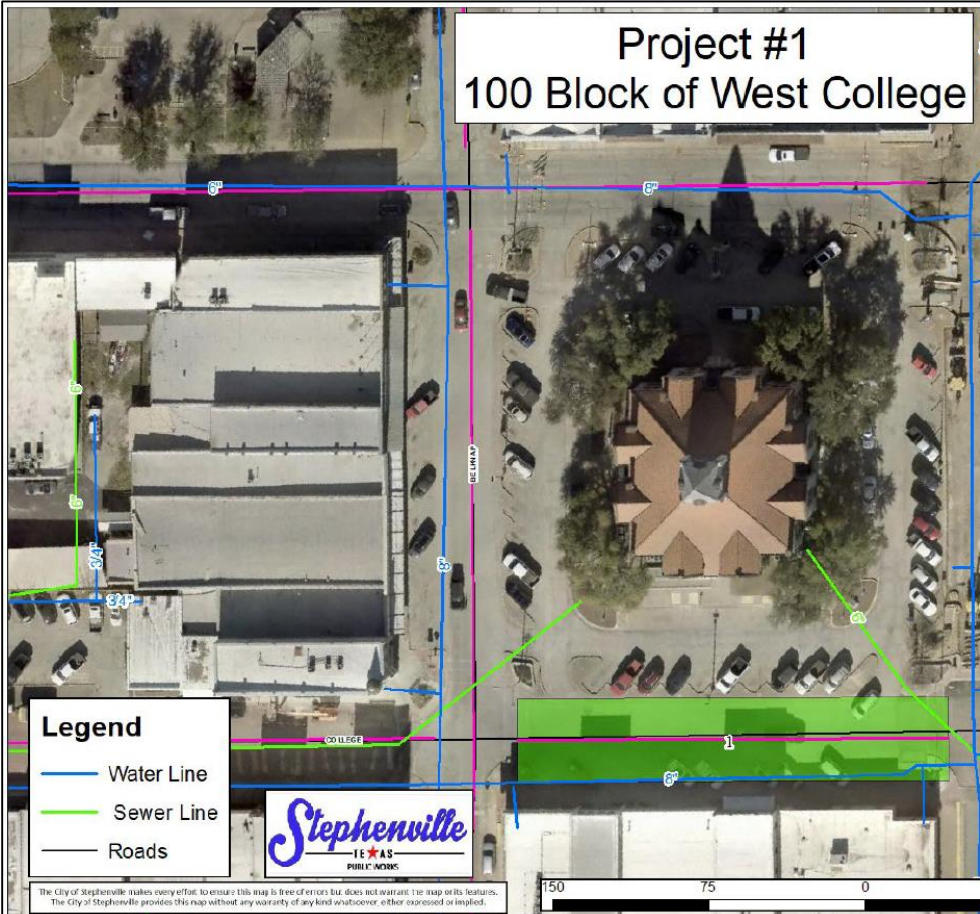 Project #1
100 Block of West College
6"
8"
6"
BELKNAP
6"
3/4"
8"
3/4"
COLLEGE
1
8"
Legend
Water Line
Sewer Line
Roads
Stephenville
TEXAS
PUBLIC WORKS
The City of Stephenville makes every effort to ensure this map is free of errors but does not warrant the map or its features.
The City of Stephenville provides this map without any warranty of any kind whatsoever, either expressed or implied.
150 75 0